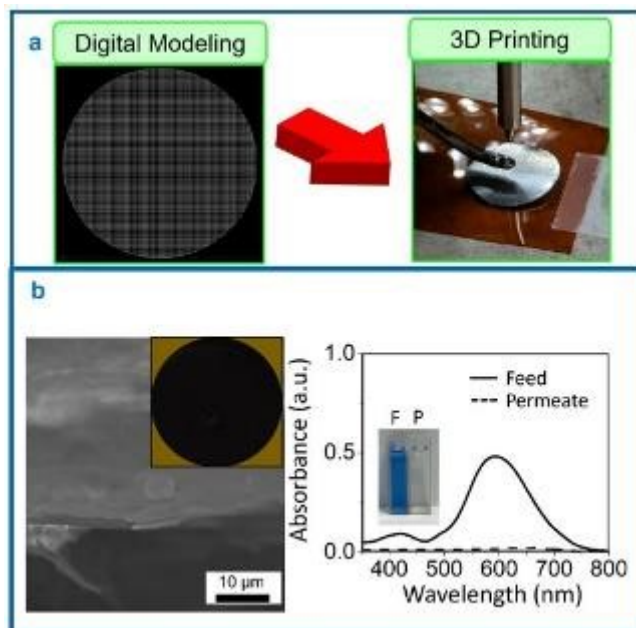 a
Digital Modeling
3D Printing
b
10 µm
Absorbance (a.u.)
1.0
0.5
0.0
Feed
Permeate
F P
400 500 600 700 800
Wavelength (nm)